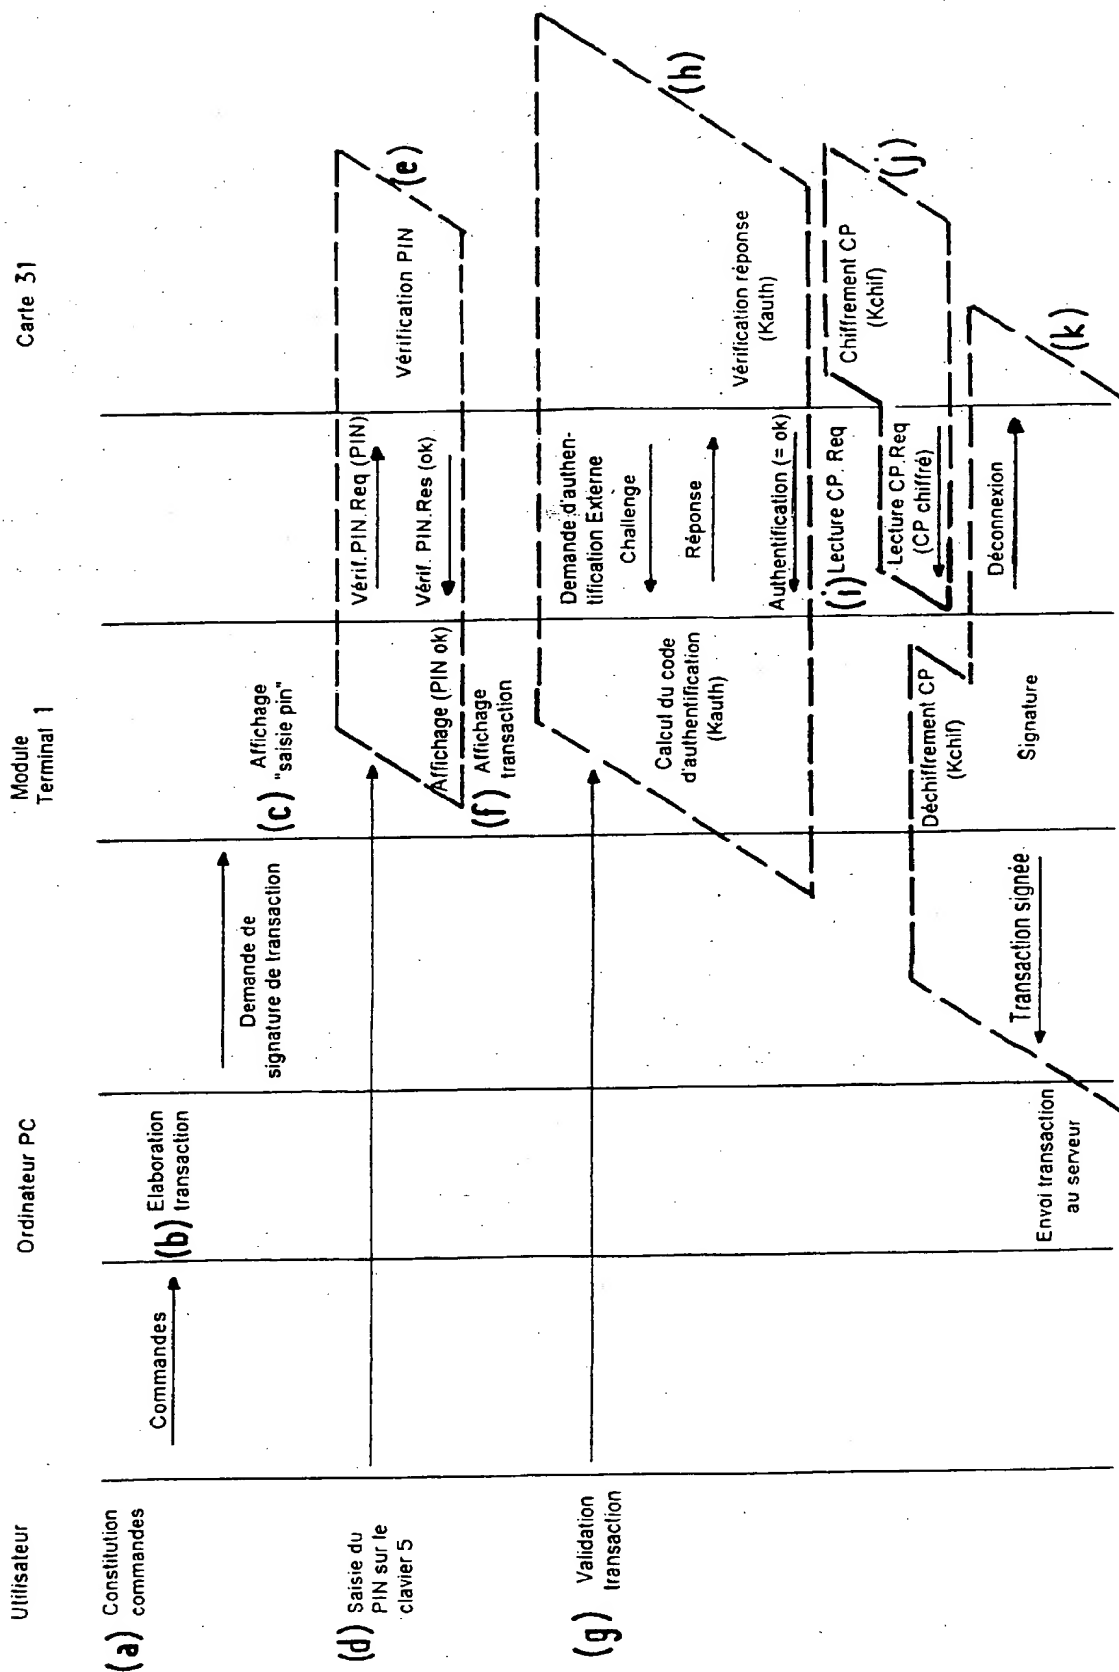 Utilisateur
Ordinateur PC
Module
Terminal 1
Carte 31
(a) Constitution
commandes
Commandes
(b) Elaboration
transaction
Demande de
signature de transaction
(c) Affichage
"saisie pin"
(d) Saisie du
PIN sur le
clavier 5
Vérif.PIN.Req (PIN)
Vérification PIN
(e)
Vérif. PIN.Res (ok)
Affichage (PIN ok)
(f) Affichage
transaction
(g) Validation
transaction
Demande d'authen-
tification Externe
Challenge
(h)
Calcul du code
d'authentification
(Kauth)
Réponse
Vérification réponse
(Kauth)
Authentification (= ok)
(i) Lecture CP. Req
Chiffrement CP
(Kchif)
(j)
Lecture CP.Req
(CP chiffré)
Déchiffrement CP
(Kchif)
Déconnexion
(k)
Signature
Transaction signée
Envoi transaction
au serveur